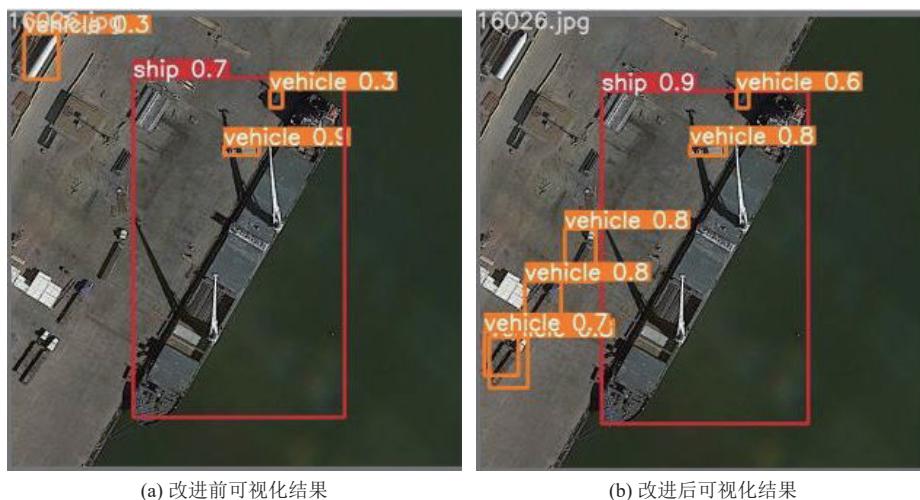 16026.jpg
vehicle 0.3
ship 0.7
vehicle 0.3
vehicle 0.9
(a) 改进前可视化结果
16026.jpg
ship 0.9
vehicle 0.6
vehicle 0.8
vehicle 0.8
vehicle 0.8
vehicle 0.7
(b) 改进后可视化结果